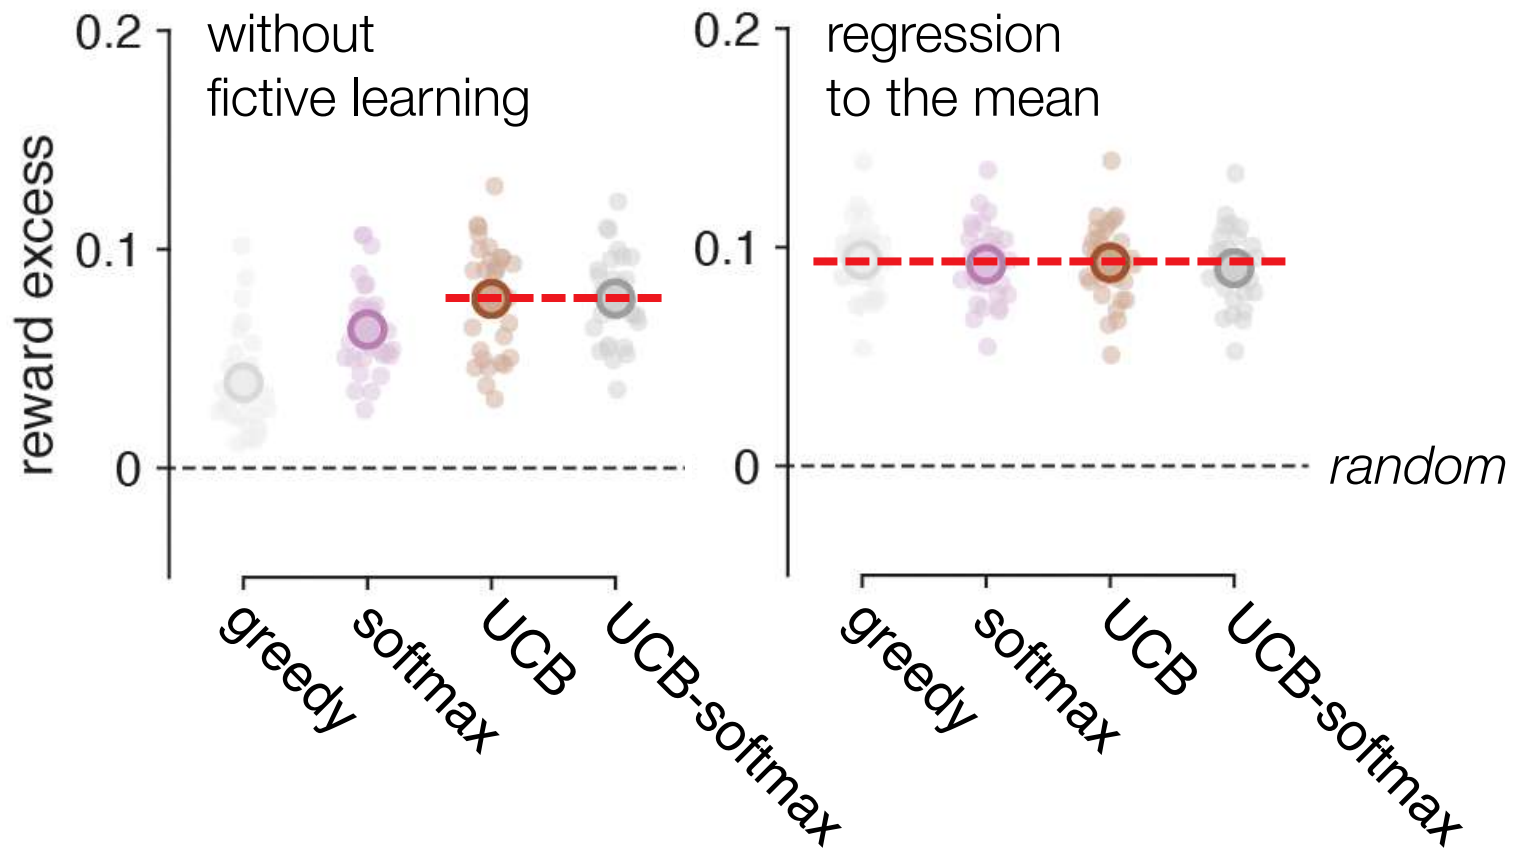 without
fictive learning
regression
to the mean
reward excess
0.2
0.1
0
0.2
0.1
0
random
greedy
softmax
UCB
UCB-softmax
greedy
softmax
UCB
UCB-softmax